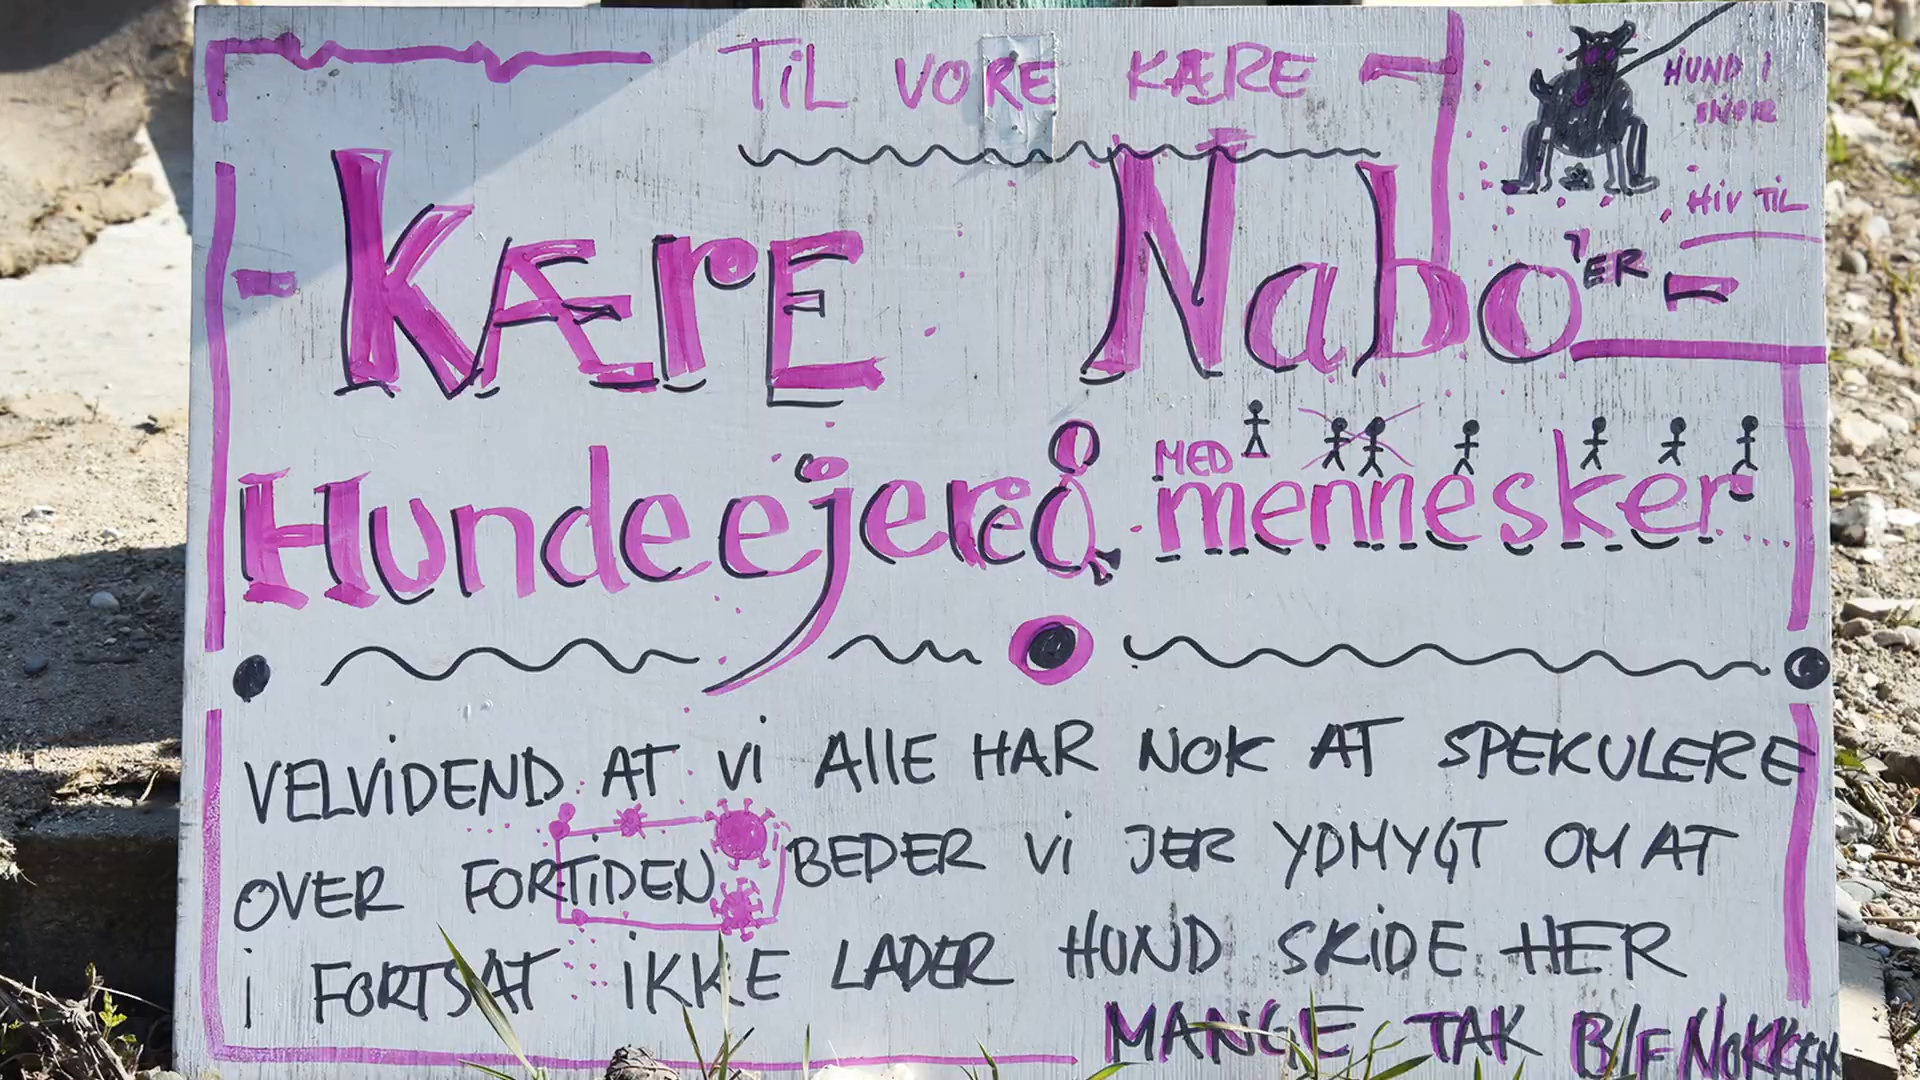 TiL VORE KÆRE
HUND I
SNOR
HIV TIL
KÆrE Nabo'ER
Hundeejere
MED
mennesker
VELVIDEND AT Vi AllE HAR NOK AT SPEKULERE
OVER FORTiDEN BEDER Vi JER YDMYGT OM AT
i FORTSAT iKKE LADER HUND SKiDE HER
MANGE TAK B/F NOKKEN